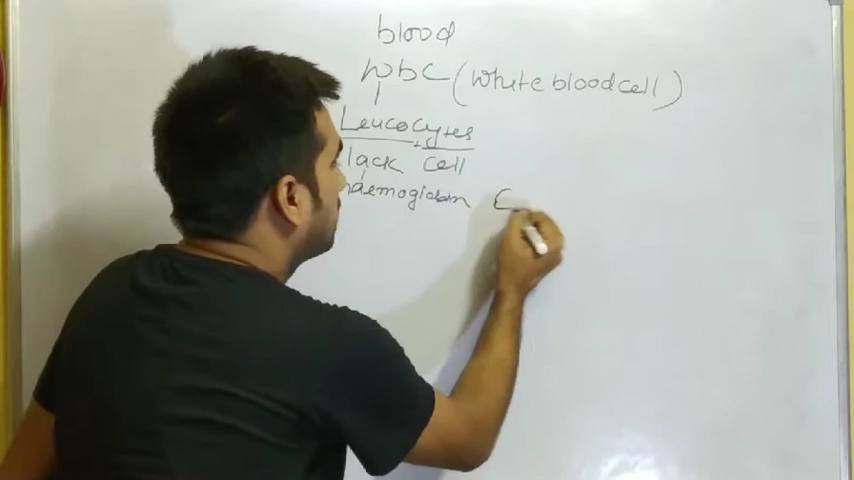 blood
wbc (white blood cell)
Leucocytes
lack cell
haemoglobin E